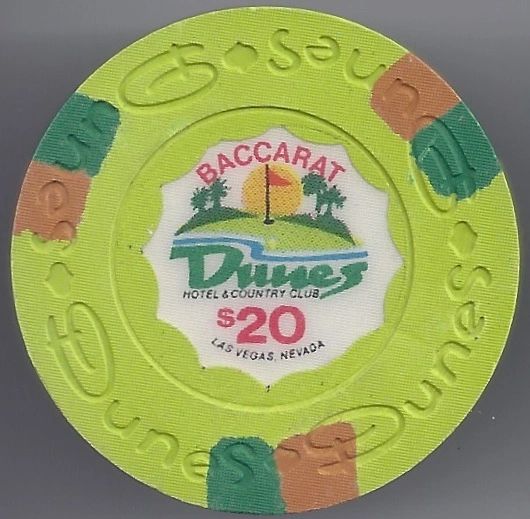 BACCARAT
Dunes
HOTEL & COUNTRY CLUB
$20
LAS VEGAS, NEVADA
Dunes
Dunes
Dunes
Dunes